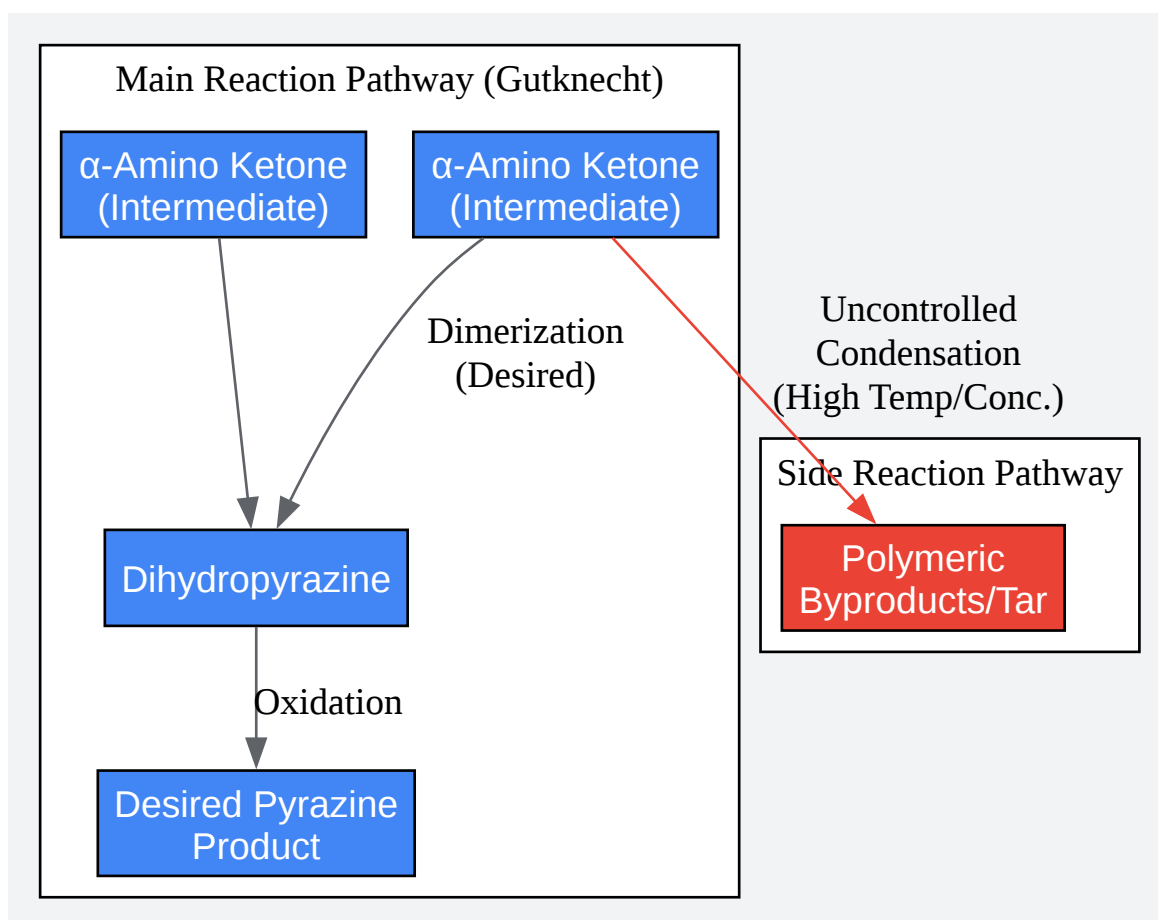 Main Reaction Pathway (Gutknecht)
α-Amino Ketone
(Intermediate)
α-Amino Ketone
(Intermediate)
Dimerization
(Desired)
Uncontrolled
Condensation
(High Temp/Conc.)
Side Reaction Pathway
Polymeric
Byproducts/Tar
Dihydropyrazine
Oxidation
Desired Pyrazine
Product